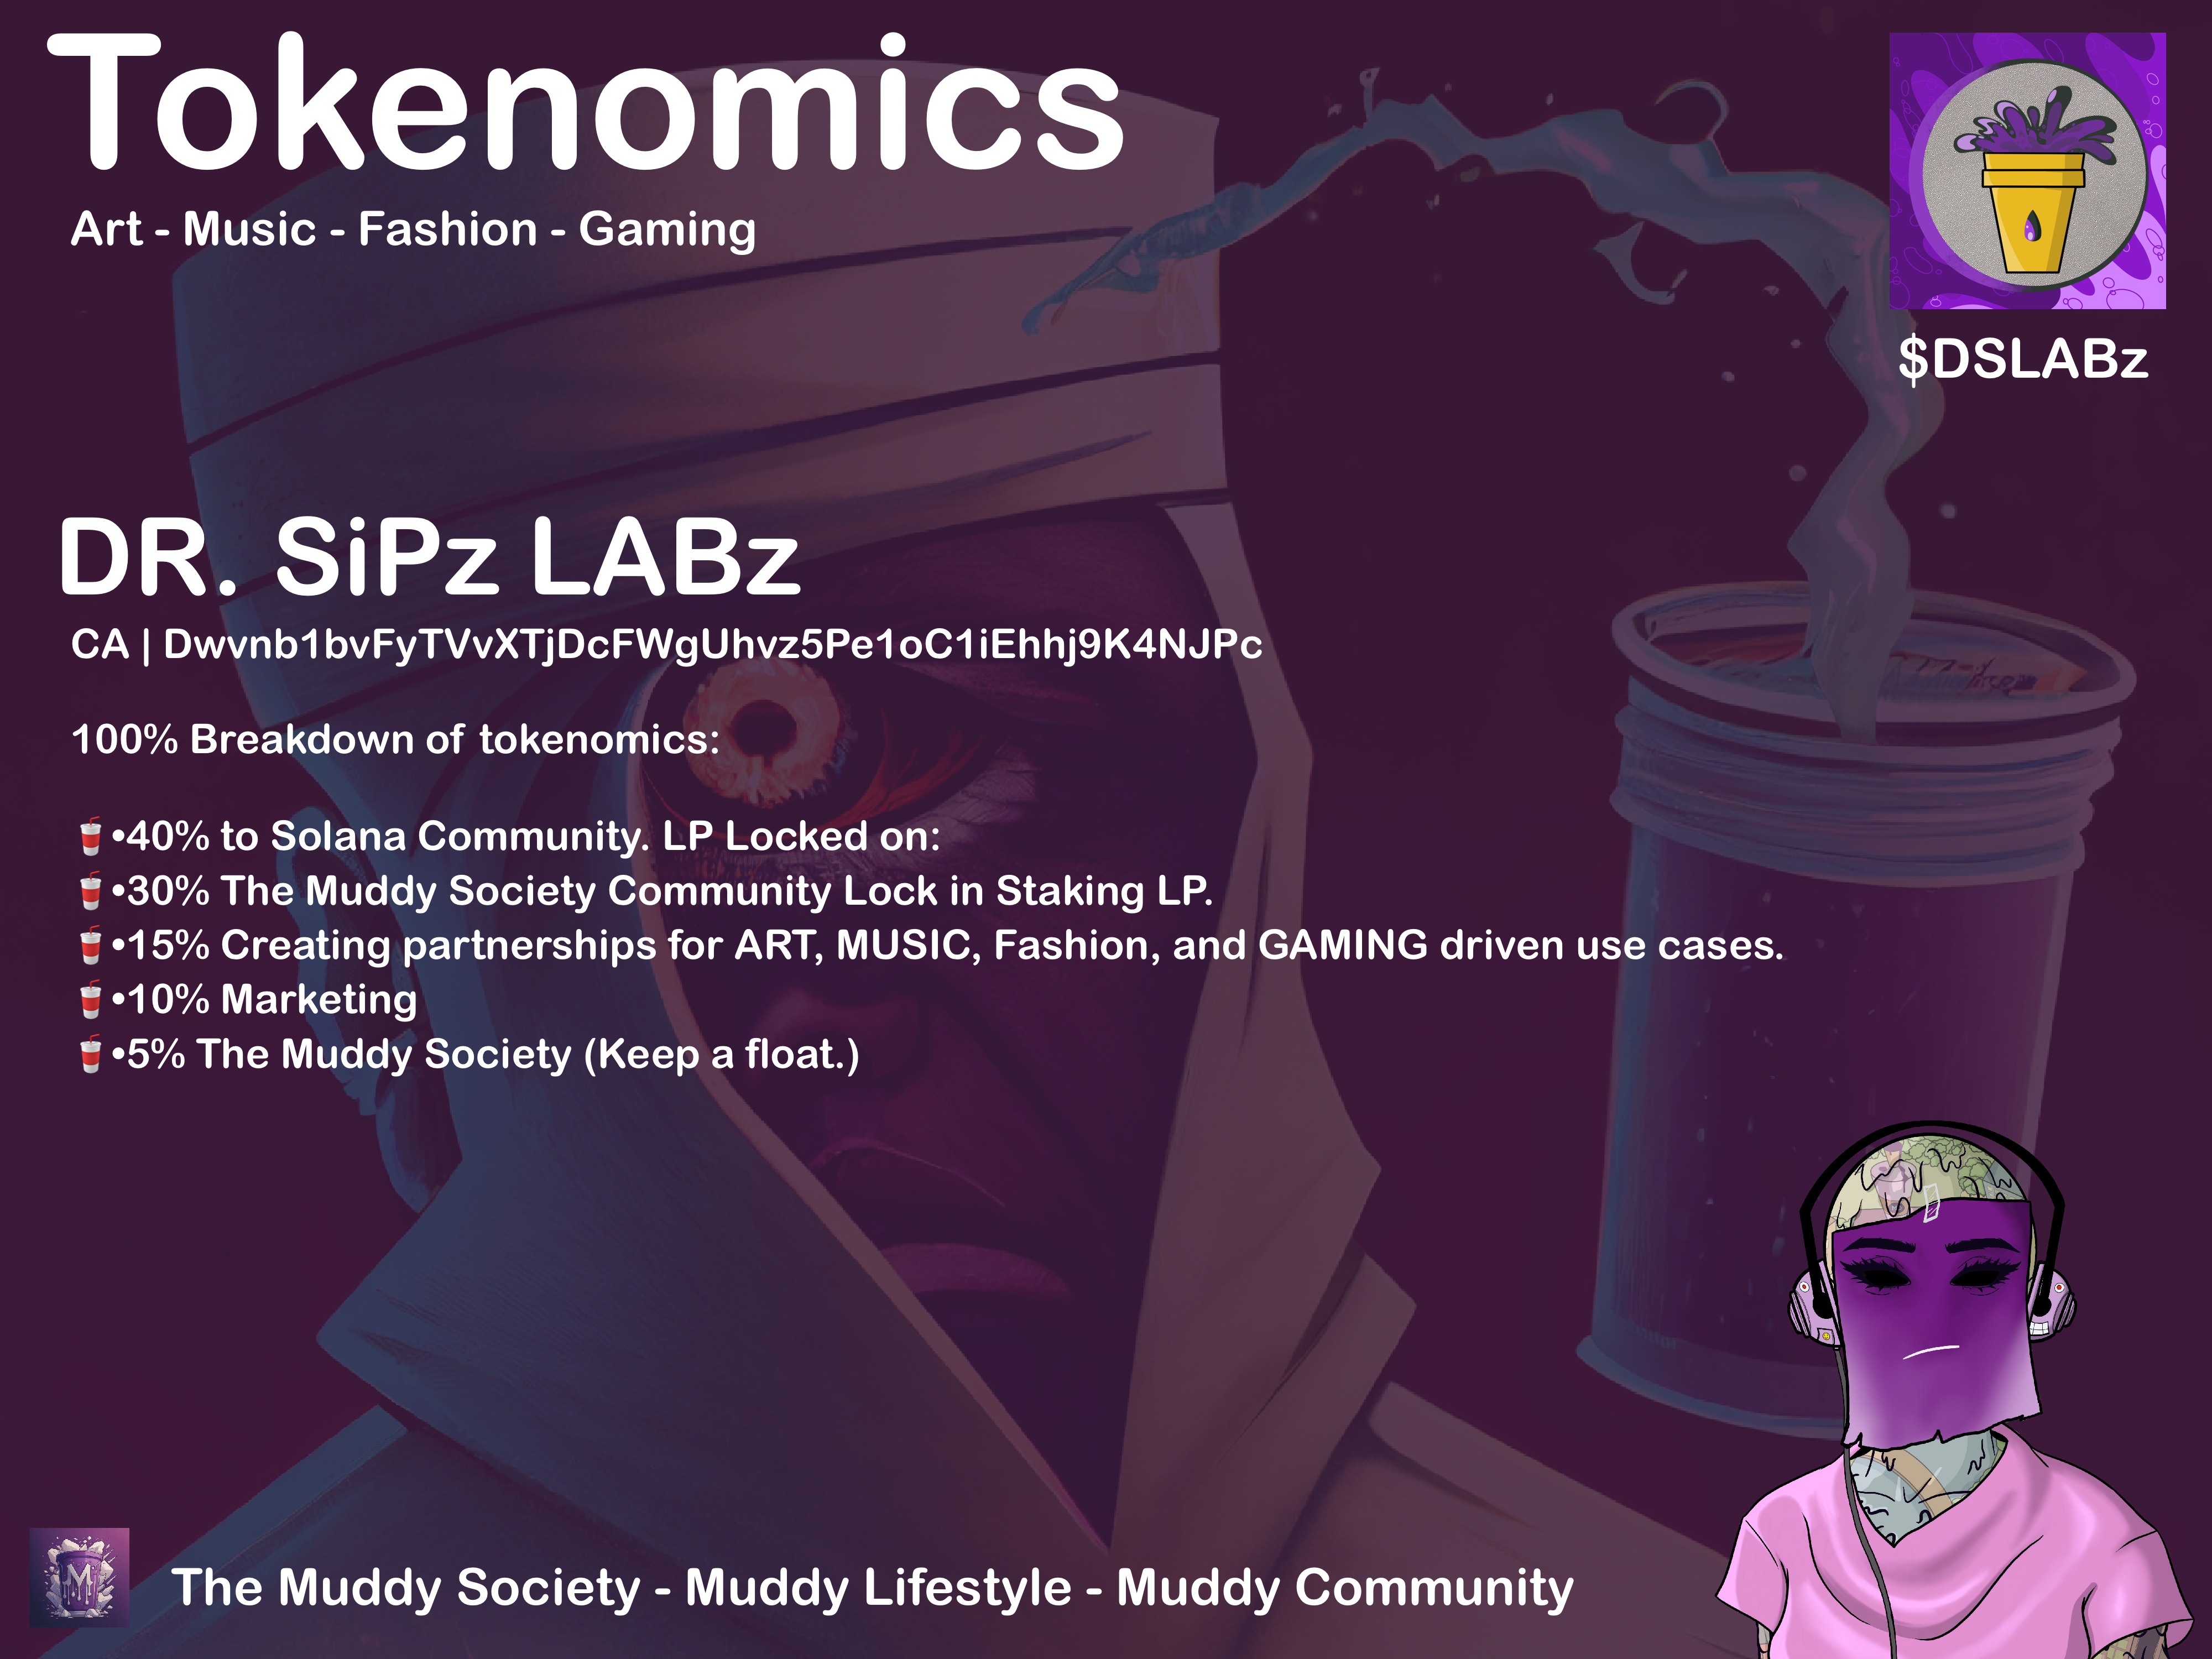 Tokenomics
Art - Music - Fashion - Gaming
$DSLABz
DR. SiPz LABz
CA | Dwvnb1bvFyTVvXTjDcFWgUhvz5Pe1oC1iEhhj9K4NJPc
100% Breakdown of tokenomics:
🥤•40% to Solana Community. LP Locked on:
🥤•30% The Muddy Society Community Lock in Staking LP.
🥤•15% Creating partnerships for ART, MUSIC, Fashion, and GAMING driven use cases.
🥤•10% Marketing
🥤•5% The Muddy Society (Keep a float.)
M
The Muddy Society - Muddy Lifestyle - Muddy Community